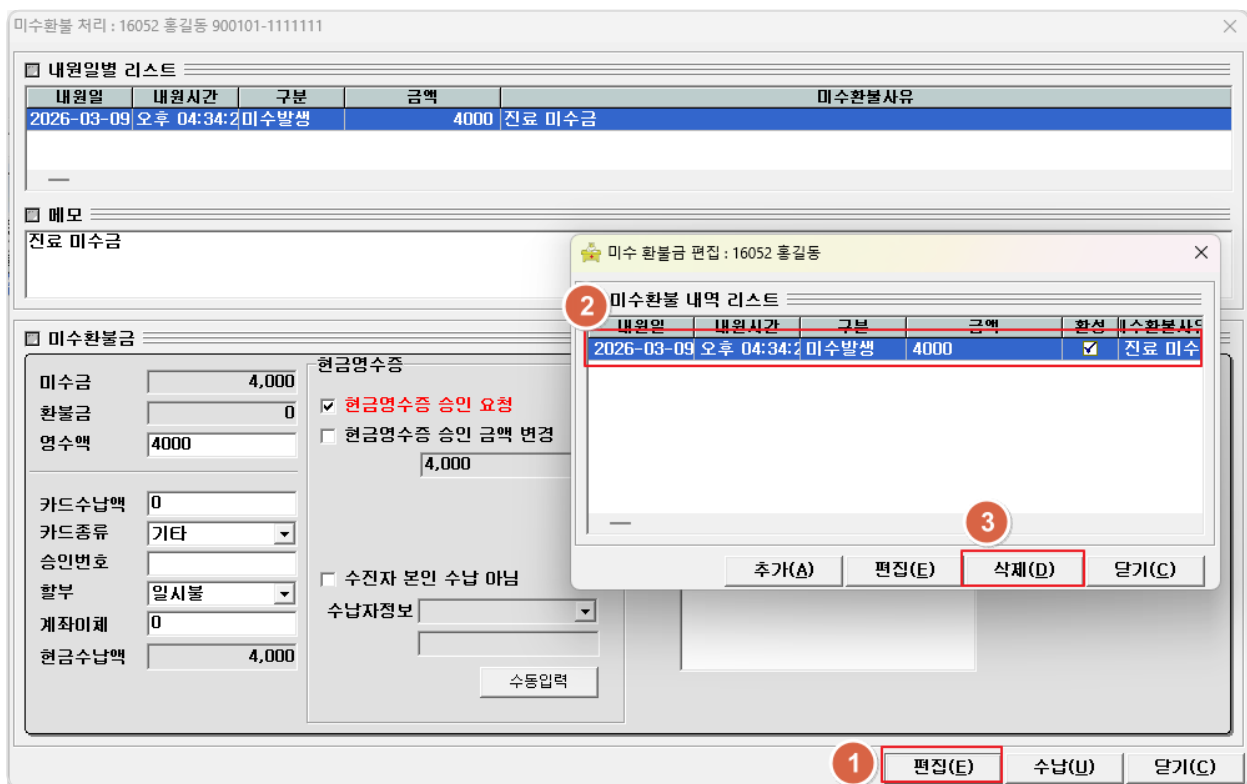 미수환불 처리 : 16052 홍길동 900101-1111111
내원일별 리스트
내원일 내원시간 구분 금액 미수환불사유
2026-03-09 오후 04:34:2 미수발생 4000 진료 미수금
메모
진료 미수금
미수 환불금 편집 : 16052 홍길동
2
미수환불 내역 리스트
내원일 내원시간 구분 금액 환성
2026-03-09 오후 04:34:2 미수발생 4000 진료 미수
3
추가(A) 편집(E) 삭제(D) 닫기(C)
미수환불금
미수금 4,000
환불금 0
영수액 4000
카드수납액 0
카드종류 기타
승인번호
할부 일시불
계좌이체 0
현금수납액 4,000
현금영수증
현금영수증 승인 요청
현금영수증 승인 금액 변경
4,000
수진자 본인 수납 아님
수납자정보
수동입력
1
편집(E) 수납(U) 닫기(C)